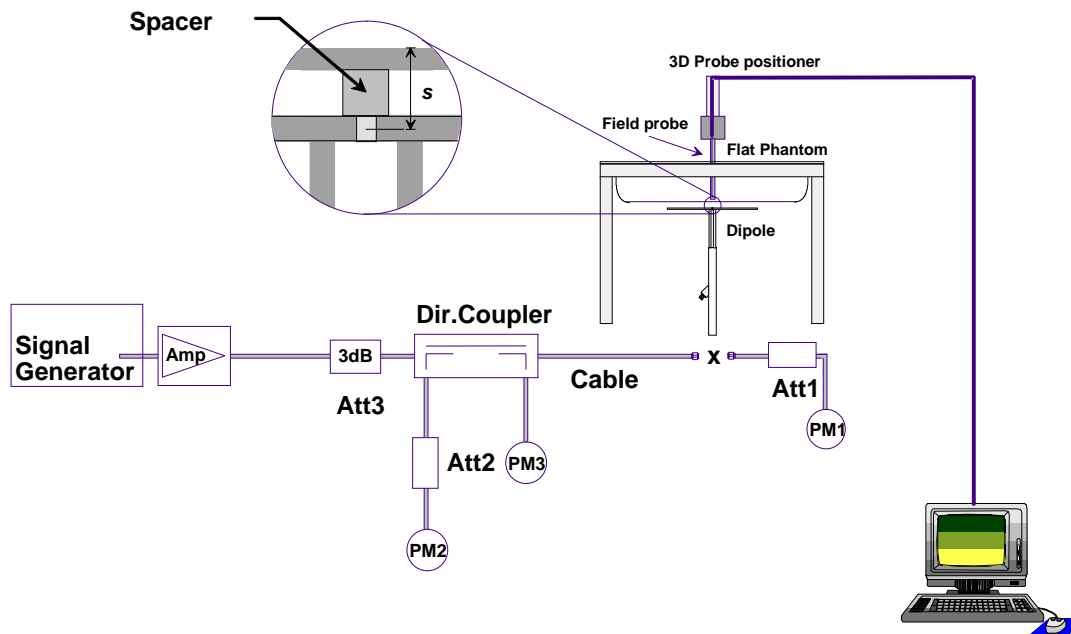 Spacer
s
3D Probe positioner
Field probe
Flat Phantom
Dipole
Dir.Coupler
Signal
Generator
Amp
3dB
Att3
Cable
x
Att1
PM1
Att2
PM3
PM2